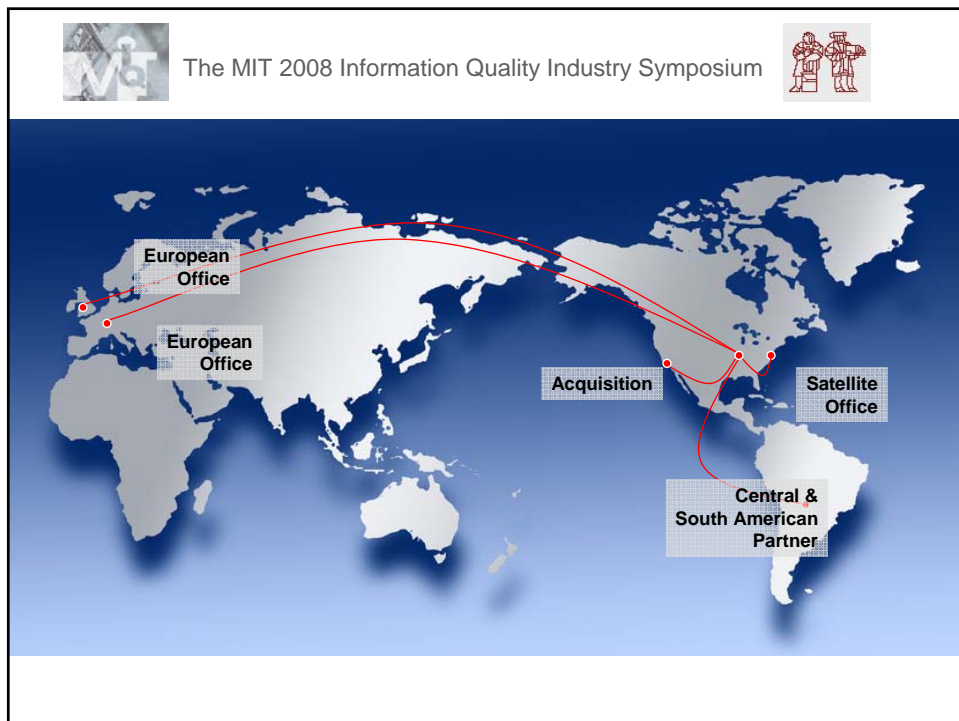 The MIT 2008 Information Quality Industry Symposium
European
Office
European
Office
Acquisition
Satellite
Office
Central &
South American
Partner